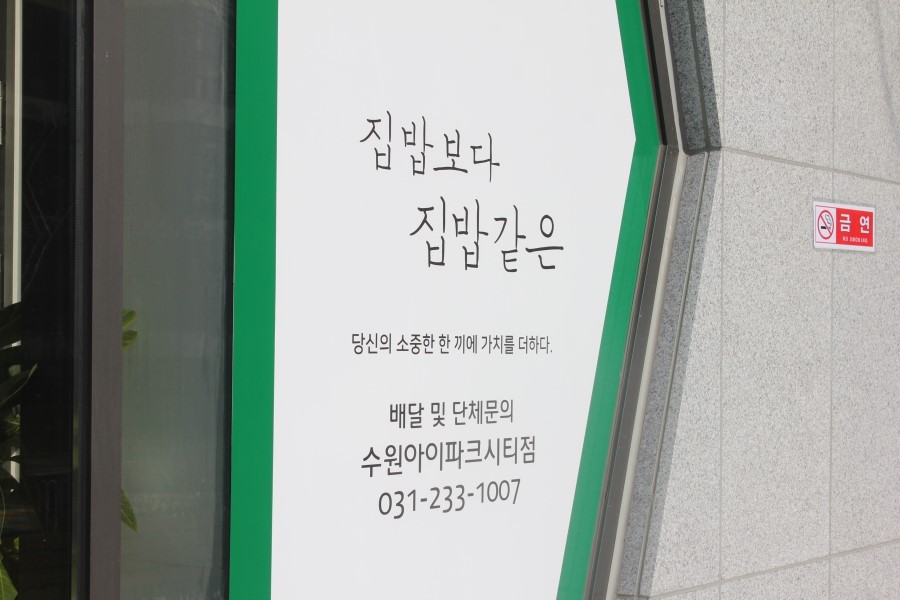 집밥보다
집밥같은
당신의 소중한 한 끼에 가치를 더하다.
배달 및 단체문의
수원아이파크시티점
031-233-1007
금연
NO SMOKING